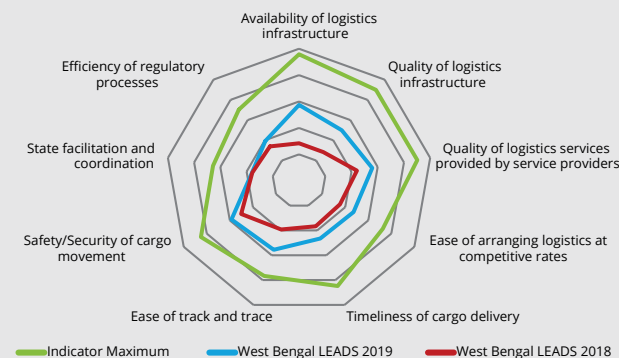 Availability of logistics
infrastructure
Efficiency of regulatory
processes
Quality of logistics
infrastructure
State facilitation and
coordination
Quality of logistics services
provided by service providers
Safety/Security of cargo
movement
Ease of arranging logistics at
competitive rates
Ease of track and trace
Timeliness of cargo delivery
Indicator Maximum
West Bengal LEADS 2019
West Bengal LEADS 2018